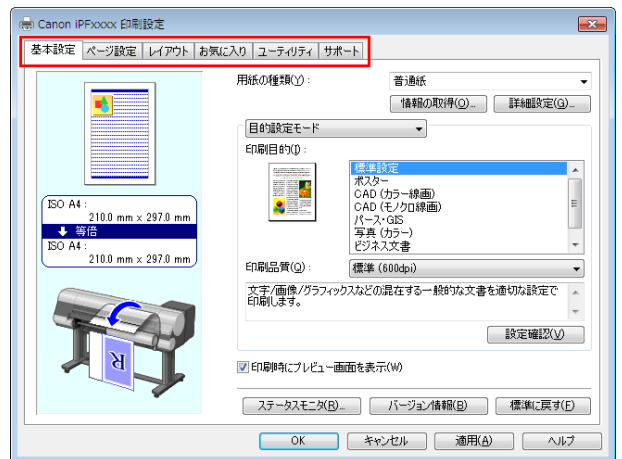 Canon iPFxxxx 印刷設定
基本設定 ページ設定 レイアウト お気に入り ユーティリティ サポート
用紙の種類(Y)： 普通紙
情報の取得(O)... 詳細設定(G)...
目的設定モード
印刷目的(I)：
標準設定
ポスター
CAD (カラー線画)
CAD (モノクロ線画)
パース・GIS
写真 (カラー)
ビジネス文書
ISO A4：
210.0 mm x 297.0 mm
等倍
ISO A4：
210.0 mm x 297.0 mm
印刷品質(Q)： 標準 (600dpi)
文字/画像/グラフィックスなどの混在する一般的な文書を適切な設定で
印刷します。
設定確認(V)
R
印刷時にプレビュー画面を表示(W)
ステータスモニタ(R)... バージョン情報(B) 標準に戻す(F)
OK キャンセル 適用(A) ヘルプ